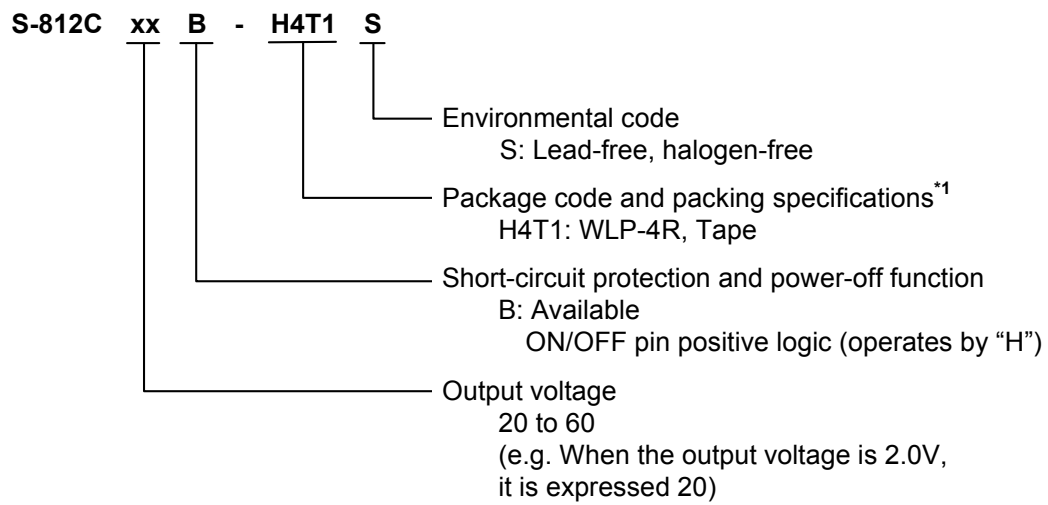 S-812C xx B - H4T1 S
Environmental code
S: Lead-free, halogen-free
Package code and packing specifications*1
H4T1: WLP-4R, Tape
Short-circuit protection and power-off function
B: Available
ON/OFF pin positive logic (operates by “H”)
Output voltage
20 to 60
(e.g. When the output voltage is 2.0V,
it is expressed 20)